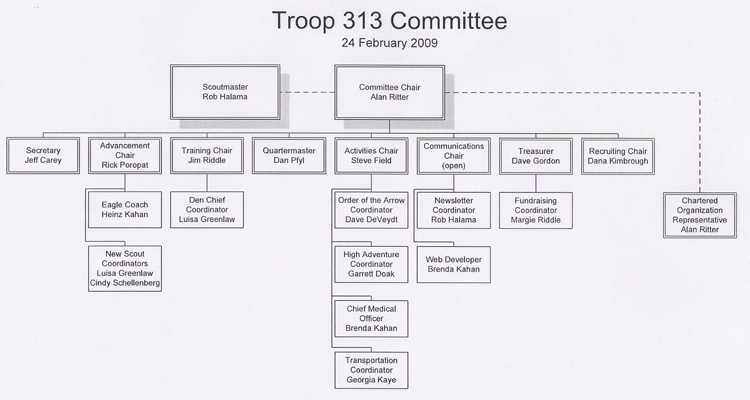 Troop 313 Committee
24 February 2009
Scoutmaster
Rob Halama
Committee Chair
Alan Ritter
Secretary
Jeff Carey
Advancement
Chair
Rick Poropat
Training Chair
Jim Riddle
Quartermaster
Dan Pfyl
Activities Chair
Steve Field
Communications
Chair
(open)
Treasurer
Dave Gordon
Recruiting Chair
Dana Kimbrough
Eagle Coach
Heinz Kahan
Den Chief
Coordinator
Luisa Greenlaw
Order of the Arrow
Coordinator
Dave DeVeydt
Newsletter
Coordinator
Rob Halama
Fundraising
Coordinator
Margie Riddle
Chartered
Organization
Representative
Alan Ritter
New Scout
Coordinators
Luisa Greenlaw
Cindy Schellenberg
High Adventure
Coordinator
Garrett Doak
Web Developer
Brenda Kahan
Chief Medical
Officer
Brenda Kahan
Transportation
Coordinator
Georgia Kaye